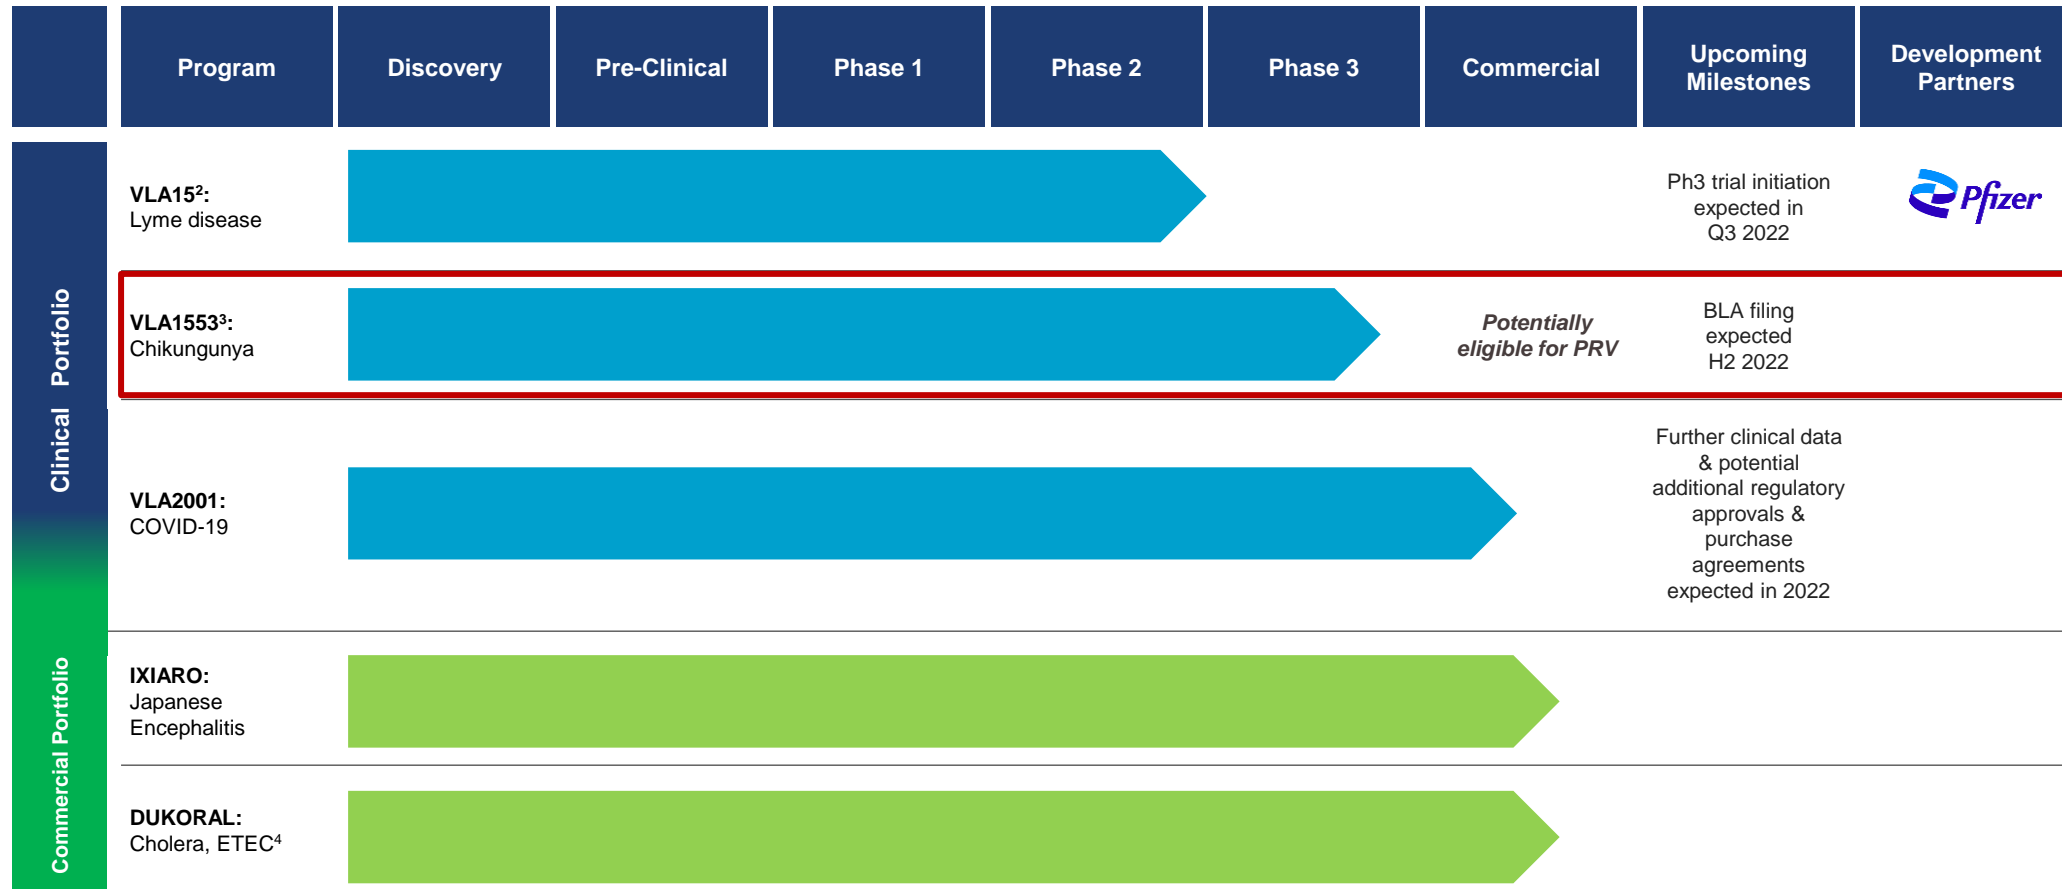 Program
Discovery
Pre-Clinical
Phase 1
Phase 2
Phase 3
Commercial
Upcoming
Milestones
Development
Partners
Clinical Portfolio
VLA15²:
Lyme disease
Ph3 trial initiation
expected in
Q3 2022
Pfizer
VLA1553³:
Chikungunya
Potentially
eligible for PRV
BLA filing
expected
H2 2022
VLA2001:
COVID-19
Further clinical data
& potential
additional regulatory
approvals &
purchase
agreements
expected in 2022
Commercial Portfolio
IXIARO:
Japanese
Encephalitis
DUKORAL:
Cholera, ETEC⁴